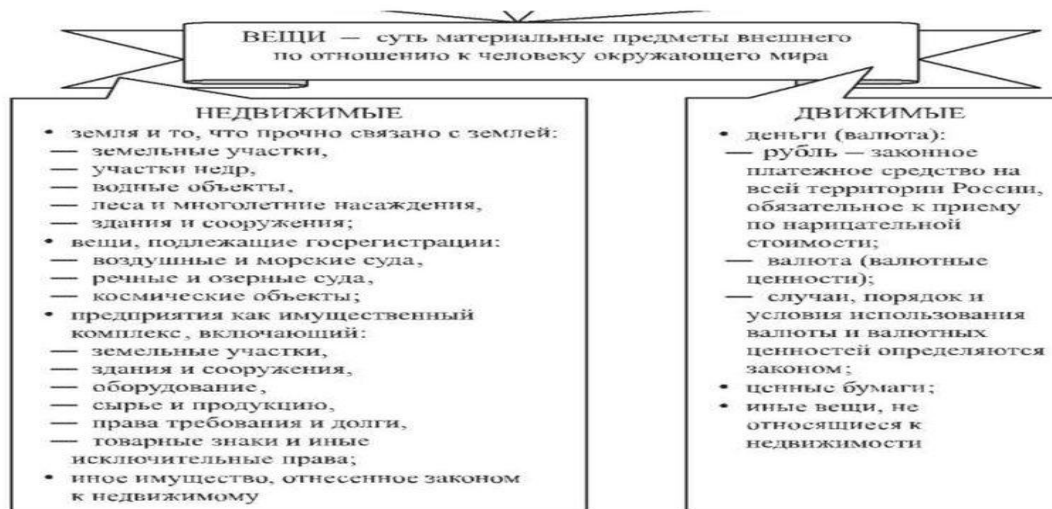 ВЕЩИ — суть материальные предметы внешнего
по отношению к человеку окружающего мира
НЕДВИЖИМЫЕ
• земля и то, что прочно связано с землей:
— земельные участки,
— участки недр,
— водные объекты,
— леса и многолетние насаждения,
— здания и сооружения;
• вещи, подлежащие госрегистрации:
— воздушные и морские суда,
— речные и озерные суда,
— космические объекты;
• предприятия как имущественный
комплекс, включающий:
— земельные участки,
— здания и сооружения,
— оборудование,
— сырье и продукцию,
— права требования и долги,
— товарные знаки и иные
исключительные права;
• иное имущество, отнесенное законом
к недвижимому
ДВИЖИМЫЕ
• деньги (валюта):
— рубль — законное
платежное средство на
всей территории России,
обязательное к приему
по нарицательной
стоимости;
— валюта (валютные
ценности);
— случаи, порядок и
условия использования
валюты и валютных
ценностей определяются
законом;
• ценные бумаги;
• иные вещи, не
относящиеся к
недвижимости